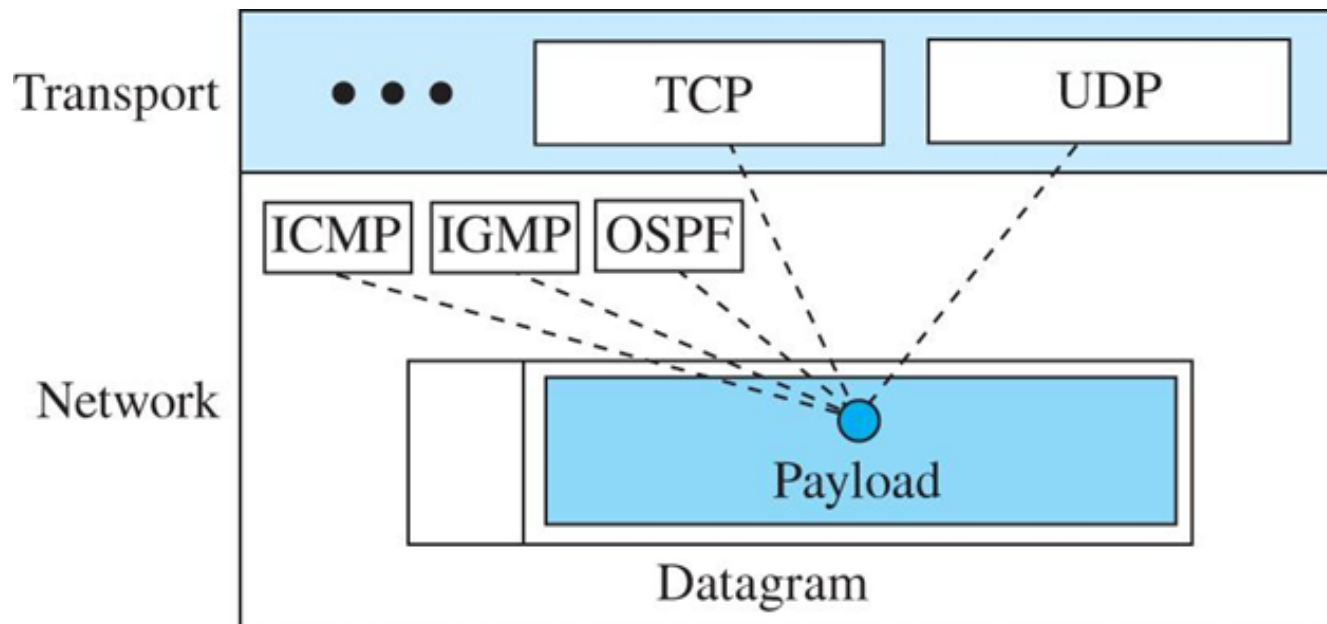 Transport
TCP
UDP
ICMP
IGMP
OSPF
Network
Payload
Datagram